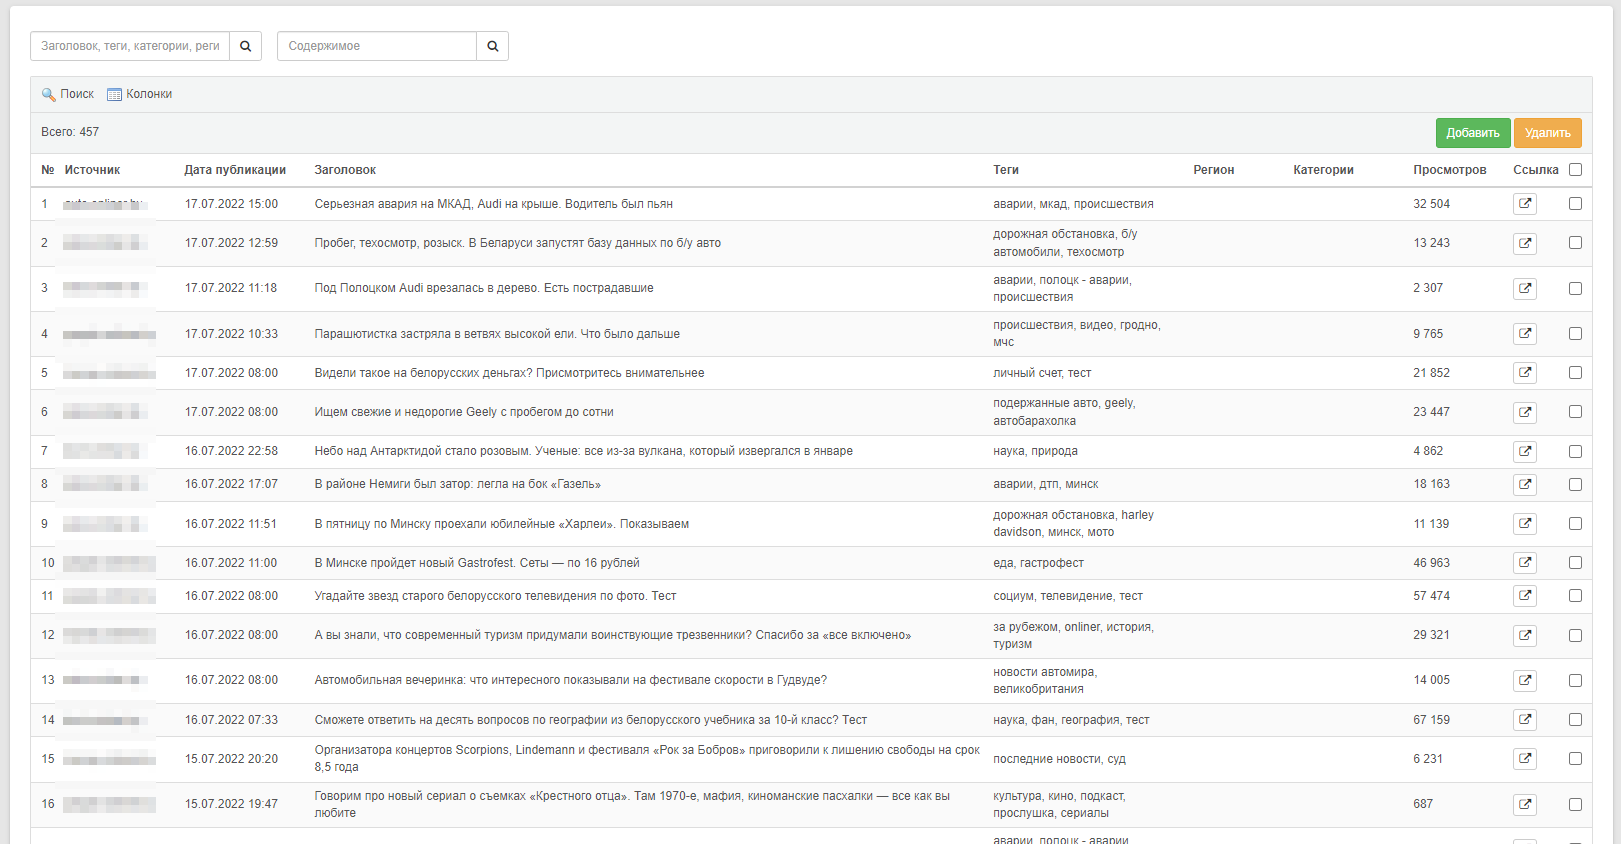 Заголовок, теги, категории, реги
Содержимое
Поиск Колонки
Всего: 457
Добавить Удалить
№ Источник Дата публикации Заголовок Теги Регион Категории Просмотров Ссылка
1 17.07.2022 15:00 Серьезная авария на МКАД, Audi на крыше. Водитель был пьян аварии, мкад, происшествия 32 504
2 17.07.2022 12:59 Пробег, техосмотр, розыск. В Беларуси запустят базу данных по б/у авто дорожная обстановка, б/у
автомобили, техосмотр 13 243
3 17.07.2022 11:18 Под Полоцком Audi врезалась в дерево. Есть пострадавшие аварии, полоцк - аварии,
происшествия 2 307
4 17.07.2022 10:33 Парашютистка застряла в ветвях высокой ели. Что было дальше происшествия, видео, гродно,
мчс 9 765
5 17.07.2022 08:00 Видели такое на белорусских деньгах? Присмотритесь внимательнее личный счет, тест 21 852
6 17.07.2022 08:00 Ищем свежие и недорогие Geely с пробегом до сотни подержанные авто, geely,
автобарахолка 23 447
7 16.07.2022 22:58 Небо над Антарктидой стало розовым. Ученые: все из-за вулкана, который извергался в январе наука, природа 4 862
8 16.07.2022 17:07 В районе Немиги был затор: легла на бок «Газель» аварии, дтп, минск 18 163
9 16.07.2022 11:51 В пятницу по Минску проехали юбилейные «Харлеи». Показываем дорожная обстановка, harley
davidson, минск, мото 11 139
10 16.07.2022 11:00 В Минске пройдет новый Gastrofest. Сеты — по 16 рублей еда, гастрофест 46 963
11 16.07.2022 08:00 Угадайте звезд старого белорусского телевидения по фото. Тест социум, телевидение, тест 57 474
12 16.07.2022 08:00 А вы знали, что современный туризм придумали воинствующие трезвенники? Спасибо за «все включено» за рубежом, onliner, история,
туризм 29 321
13 16.07.2022 08:00 Автомобильная вечеринка: что интересного показывали на фестивале скорости в Гудвуде? новости автомира,
великобритания 14 005
14 16.07.2022 07:33 Сможете ответить на десять вопросов по географии из белорусского учебника за 10-й класс? Тест наука, фан, география, тест 67 159
15 15.07.2022 20:20 Организатора концертов Scorpions, Lindemann и фестиваля «Рок за Бобров» приговорили к лишению свободы на срок
8,5 года последние новости, суд 6 231
16 15.07.2022 19:47 Говорим про новый сериал о съемках «Крестного отца». Там 1970-е, мафия, киноманские пасхалки — все как вы
любите культура, кино, подкаст,
прослушка, сериалы 687
аварии, полоцк - аварии